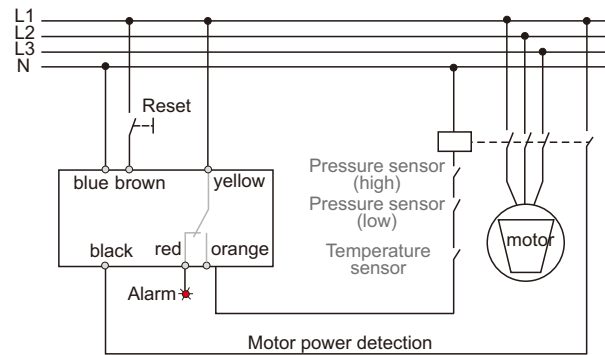 L1
L2
L3
N
Reset
blue brown yellow
black red orange
Alarm
Pressure sensor
(high)
Pressure sensor
(low)
Temperature
sensor
motor
Motor power detection